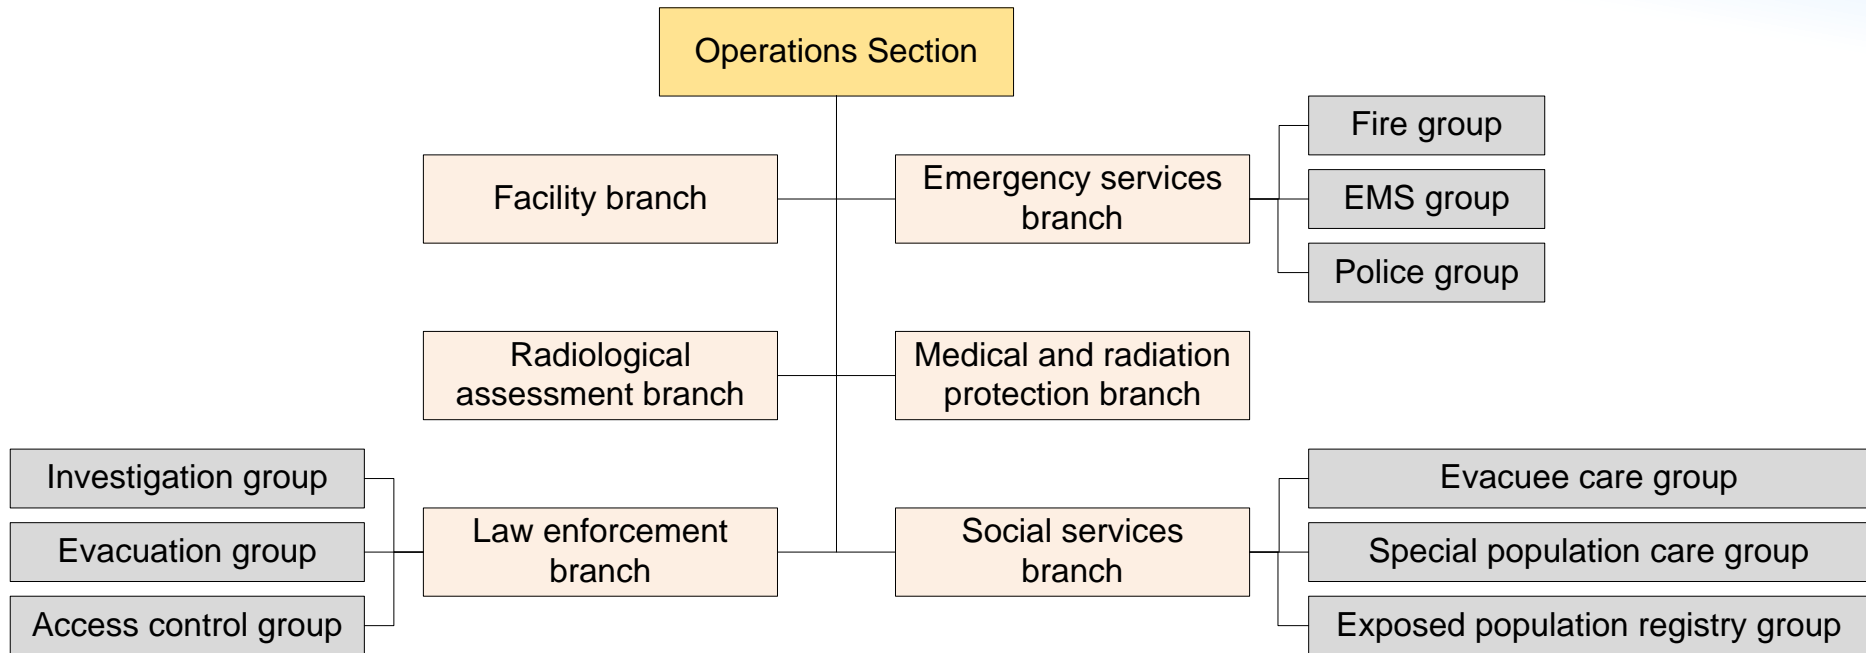 Operations Section
Facility branch
Emergency services
branch
Fire group
EMS group
Police group
Radiological
assessment branch
Medical and radiation
protection branch
Investigation group
Evacuation group
Access control group
Law enforcement
branch
Social services
branch
Evacuee care group
Special population care group
Exposed population registry group